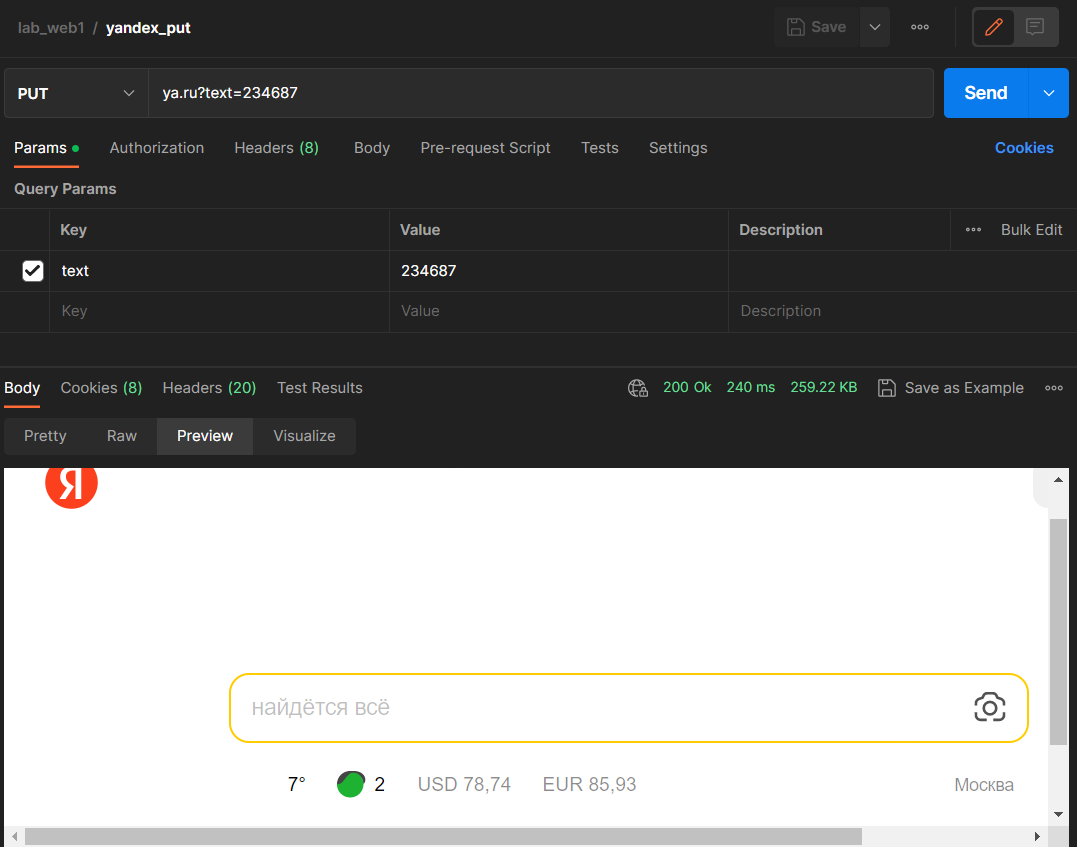 lab_web1 / yandex_put Save
PUT ya.ru?text=234687 Send
Params Authorization Headers (8) Body Pre-request Script Tests Settings Cookies
Query Params
Key Value Description Bulk Edit
text 234687
Key Value Description
Body Cookies (8) Headers (20) Test Results 200 Ok 240 ms 259.22 KB Save as Example
Pretty Raw Preview Visualize
Я
найдётся всё
7° 2 USD 78,74 EUR 85,93 Москва